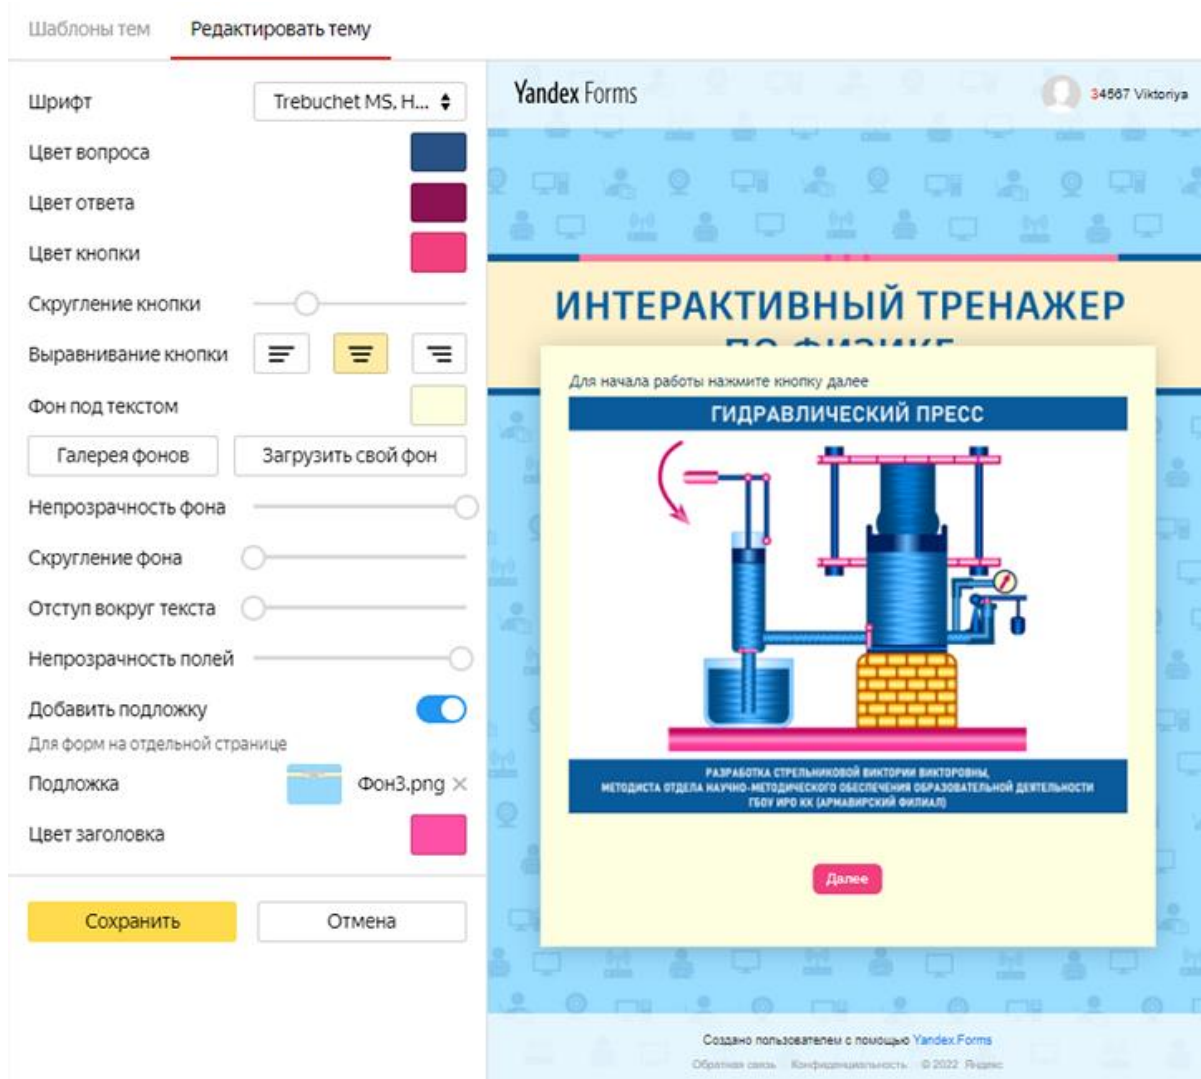 Шаблоны тем
Редактировать тему
Шрифт
Trebuchet MS, H...
Цвет вопроса
Цвет ответа
Цвет кнопки
Скругление кнопки
Выравнивание кнопки
Фон под текстом
Галерея фонов
Загрузить свой фон
Непрозрачность фона
Скругление фона
Отступ вокруг текста
Непрозрачность полей
Добавить подложку
Для форм на отдельной странице
Подложка
Фон3.png ×
Цвет заголовка
Сохранить
Отмена
Yandex Forms
34567 Viktoriya
ИНТЕРАКТИВНЫЙ ТРЕНАЖЕР
ПО ФИЗИКЕ
Для начала работы нажмите кнопку далее
ГИДРАВЛИЧЕСКИЙ ПРЕСС
РАЗРАБОТКА СТРЕЛЬНИКОВОЙ ВИКТОРИИ ВИКТОРОВНЫ,
МЕТОДИСТА ОТДЕЛА НАУЧНО-МЕТОДИЧЕСКОГО ОБЕСПЕЧЕНИЯ ОБРАЗОВАТЕЛЬНОЙ ДЕЯТЕЛЬНОСТИ
ГБОУ ИРО КК (АРМАВИРСКИЙ ФИЛИАЛ)
Далее
Создано пользователем с помощью Yandex.Forms
Обратная связь Конфиденциальность © 2022 Яндекс